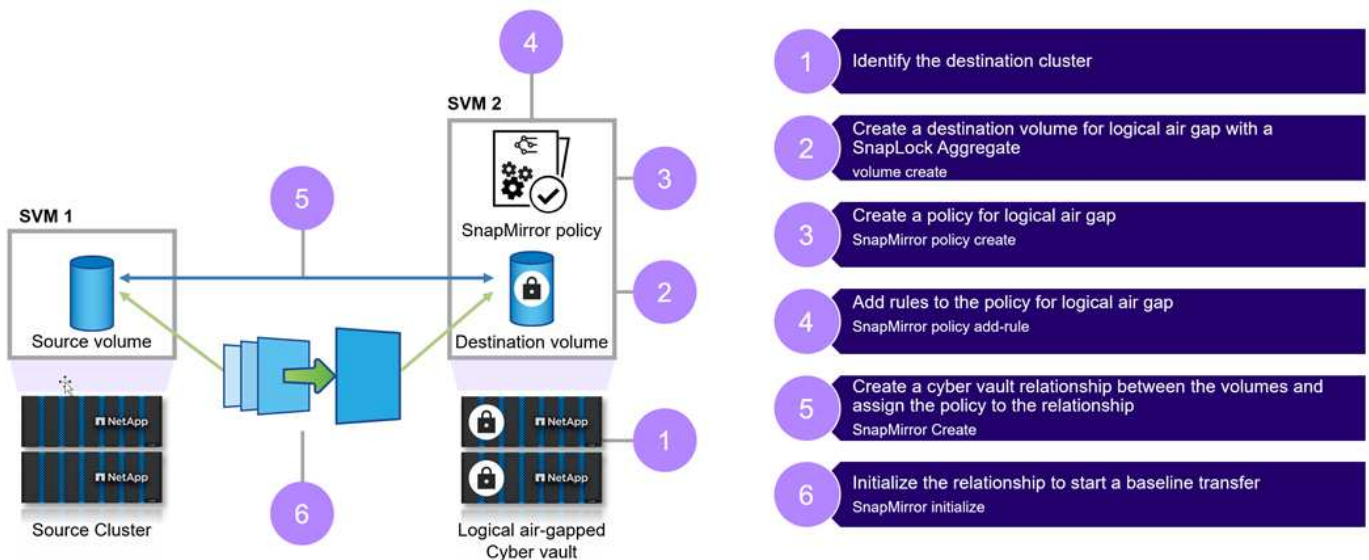 4
SVM 2
1
Identify the destination cluster
2
Create a destination volume for logical air gap with a
SnapLock Aggregate
volume create
3
5
SVM 1
SnapMirror policy
3
Create a policy for logical air gap
SnapMirror policy create
2
4
Add rules to the policy for logical air gap
SnapMirror policy add-rule
Source volume
Destination volume
5
Create a cyber vault relationship between the volumes and
assign the policy to the relationship
SnapMirror Create
NetApp
NetApp
NetApp
NetApp
1
6
6
Initialize the relationship to start a baseline transfer
SnapMirror initialize
Source Cluster
Logical air-gapped
Cyber vault